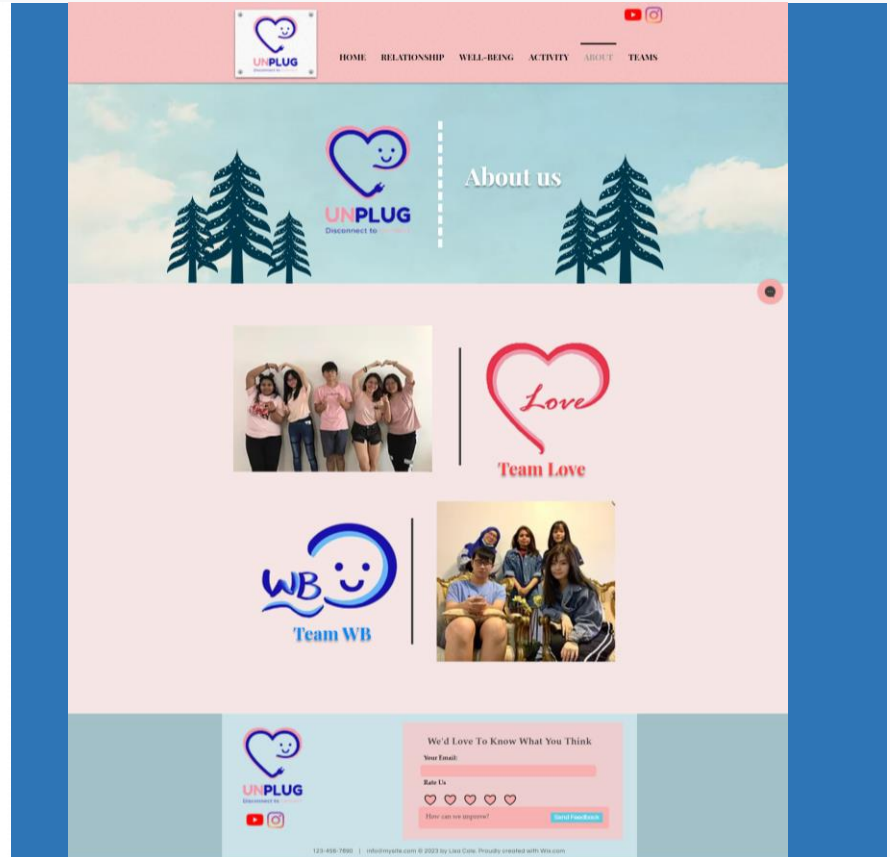 UNPLUG
HOME RELATIONSHIP WELL-BEING ACTIVITY ABOUT TEAMS
UNPLUG
Disconnect to
About us
Love
Team Love
WB
Team WB
UNPLUG
We'd Love To Know What You Think
Your Email:
Rate Us
How can we improve?
Send Feedback
123-456-7890 | info@mysite.com © 2023 by Lisa Cole. Proudly created with Wix.com